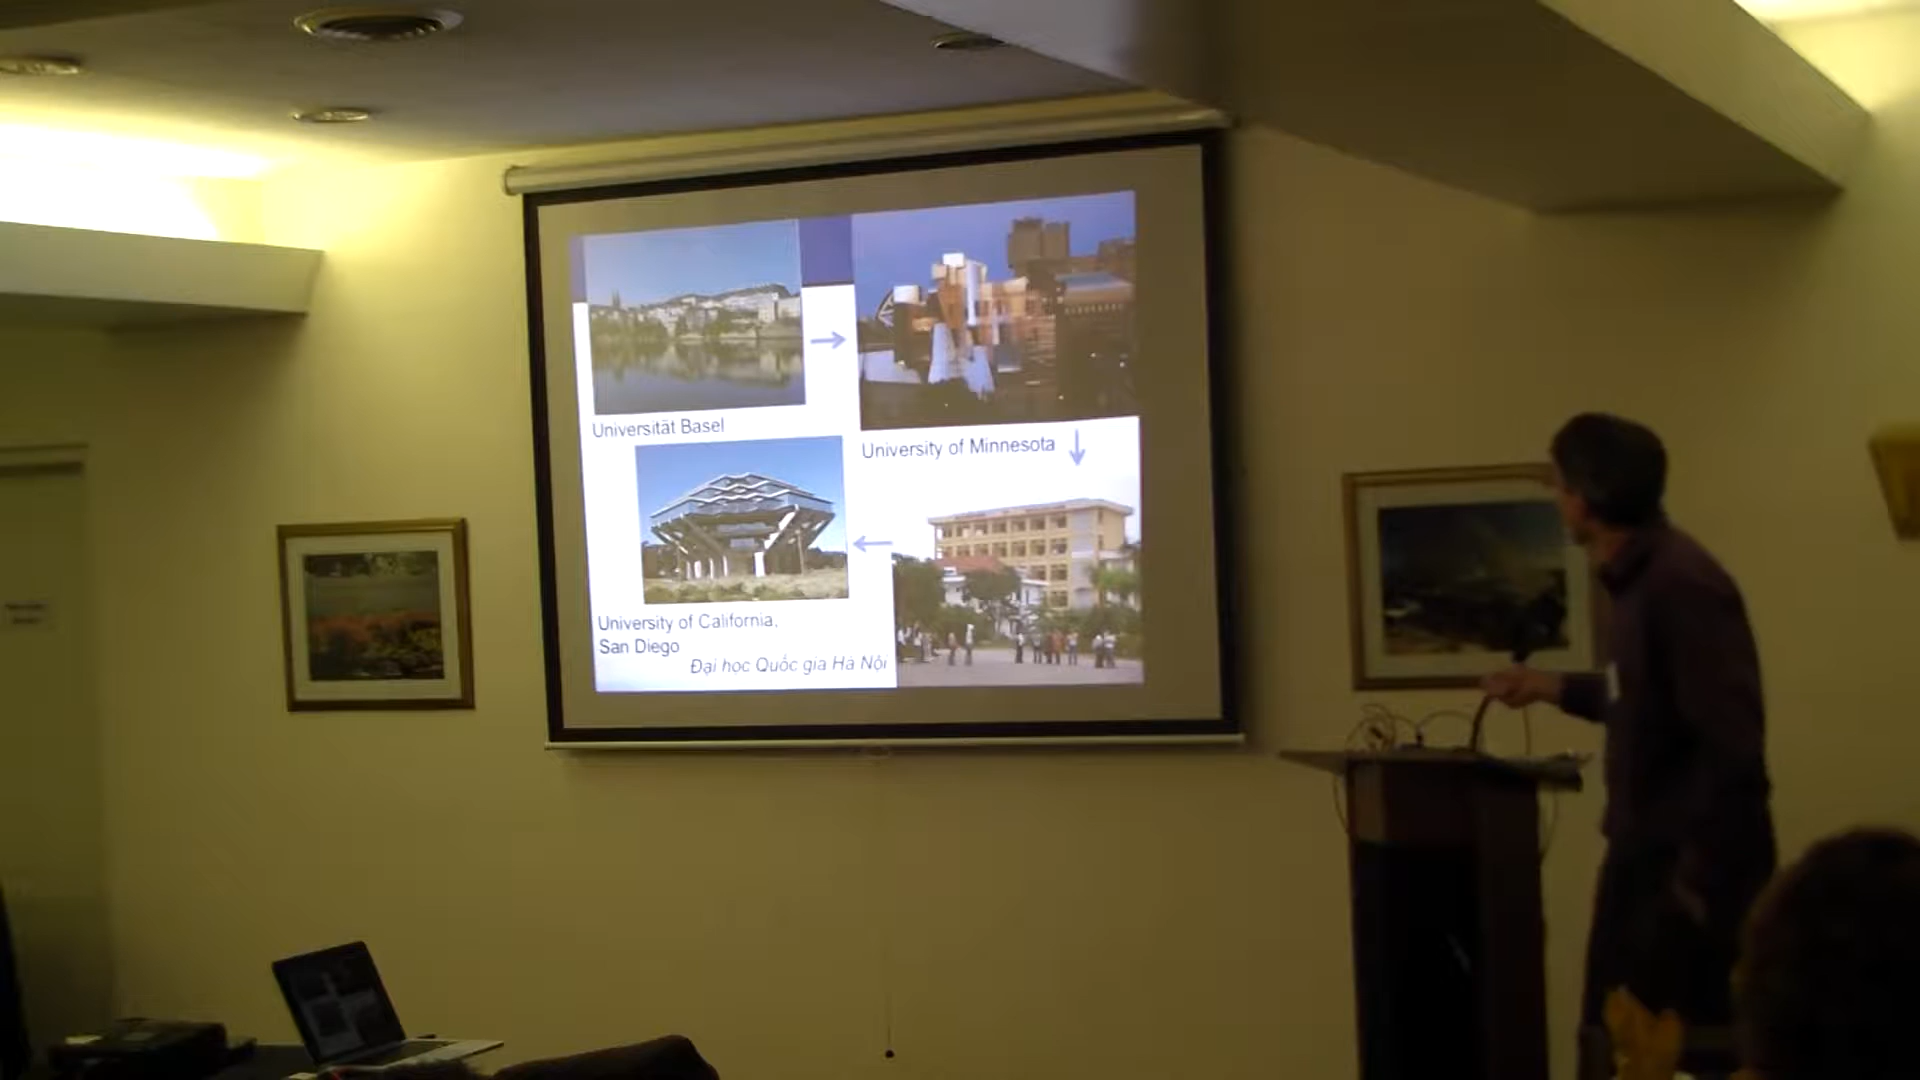 Universität Basel
University of Minnesota
University of California,
San Diego
Đại học Quốc gia Hà Nội